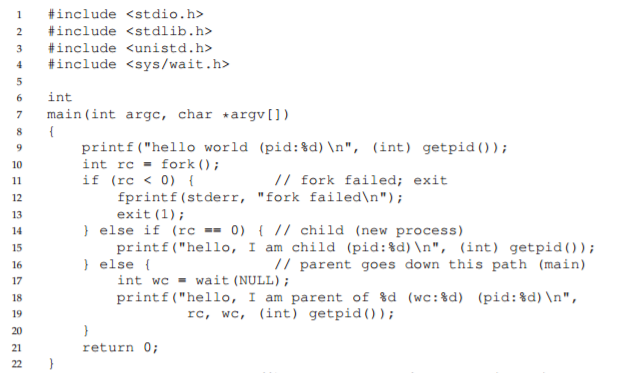 1 #include <stdio.h>
2 #include <stdlib.h>
3 #include <unistd.h>
4 #include <sys/wait.h>
5
6 int
7 main(int argc, char *argv[])
8 {
9     printf("hello world (pid:%d)\n", (int) getpid());
10     int rc = fork();
11     if (rc < 0) {         // fork failed; exit
12         fprintf(stderr, "fork failed\n");
13         exit(1);
14     } else if (rc == 0) { // child (new process)
15         printf("hello, I am child (pid:%d)\n", (int) getpid());
16     } else {              // parent goes down this path (main)
17         int wc = wait(NULL);
18         printf("hello, I am parent of %d (wc:%d) (pid:%d)\n",
19                 rc, wc, (int) getpid());
20     }
21     return 0;
22 }